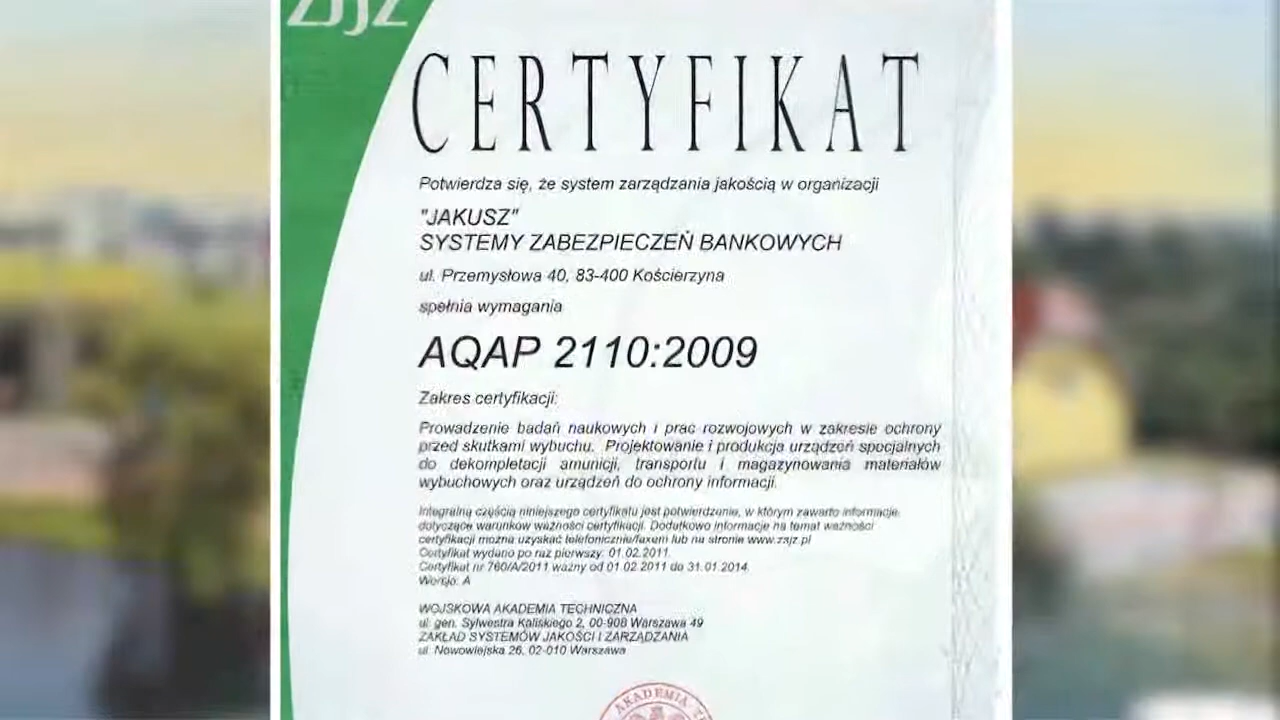 zsjz
CERTYFIKAT
Potwierdza się, że system zarządzania jakością w organizacji
"JAKUSZ"
SYSTEMY ZABEZPIECZEŃ BANKOWYCH
ul. Przemysłowa 40, 83-400 Kościerzyna
spełnia wymagania
AQAP 2110:2009
Zakres certyfikacji:
Prowadzenie badań naukowych i prac rozwojowych w zakresie ochrony
przed skutkami wybuchu. Projektowanie i produkcja urządzeń specjalnych
do dekompletacji amunicji, transportu i magazynowania materiałów
wybuchowych oraz urządzeń do ochrony informacji.
Integralną częścią niniejszego certyfikatu jest potwierdzenie, w którym zawarto informacje
dotyczące warunków ważności certyfikacji. Dodatkowo informacje na temat ważności
certyfikacji można uzyskać telefonicznie/faxem lub na stronie www.zsjz.pl
Certyfikat wydano po raz pierwszy: 01.02.2011.
Certyfikat nr 760/A/2011 ważny od 01.02.2011 do 31.01.2014.
Wersja: A
WOJSKOWA AKADEMIA TECHNICZNA
ul. gen. Sylwestra Kaliskiego 2, 00-908 Warszawa 49
ZAKŁAD SYSTEMÓW JAKOŚCI I ZARZĄDZANIA
ul. Nowowiejska 26, 02-010 Warszawa
AKADEMIA